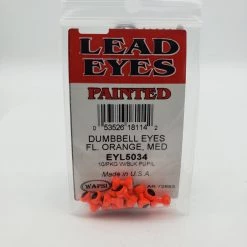 LEAD
EYES
PAINTED
0 53526 18114 2
DUMBBELL EYES
FL. ORANGE, MED
EYL5034
10/PKG W/BLK PUPIL
Made in U.S.A.
WAPSI